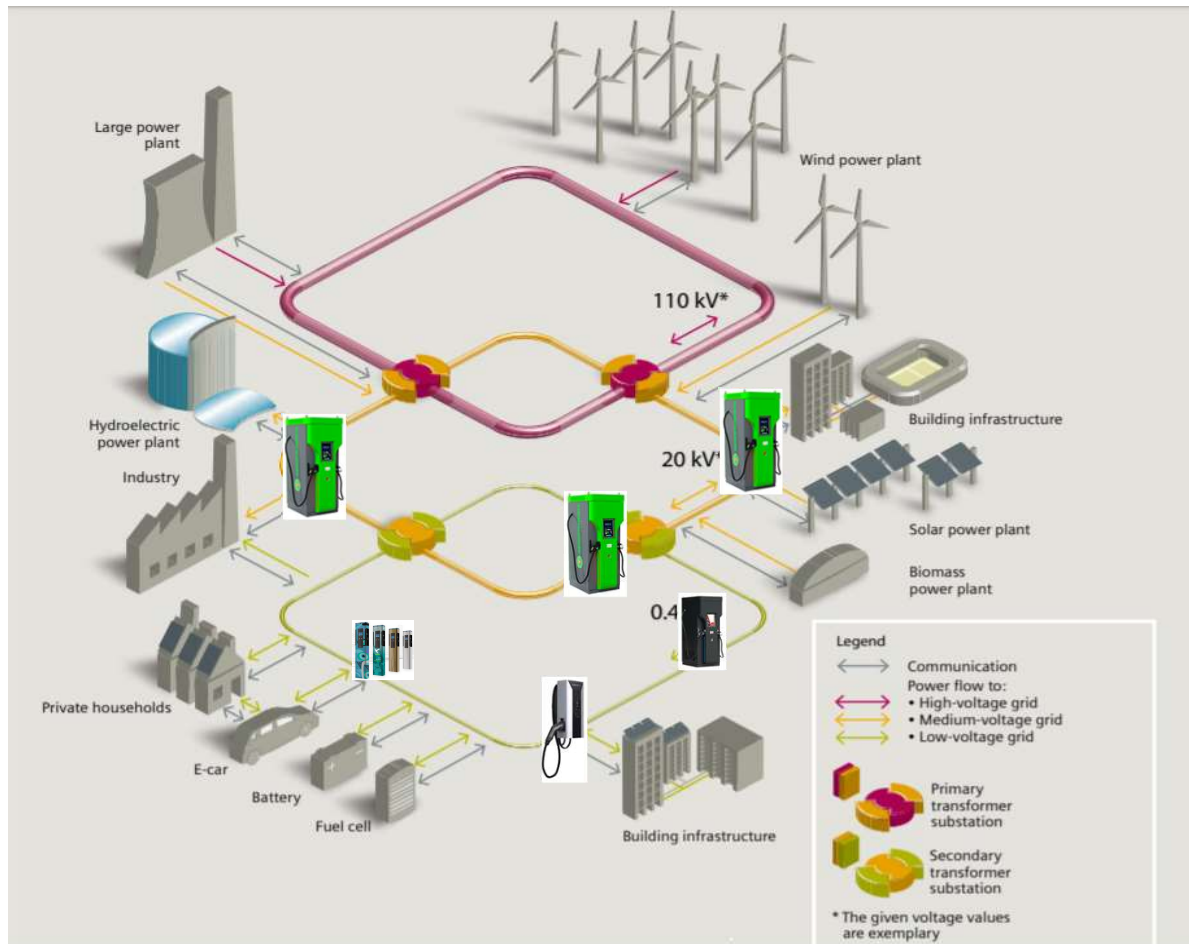 Large power
plant
Wind power plant
110 kV*
Hydroelectric
power plant
Building infrastructure
20 kV*
Industry
Solar power plant
Biomass
power plant
0.4
Private households
E-car
Battery
Fuel cell
Building infrastructure
Legend
Communication
Power flow to:
• High-voltage grid
• Medium-voltage grid
• Low-voltage grid
Primary
transformer
substation
Secondary
transformer
substation
* The given voltage values
are exemplary